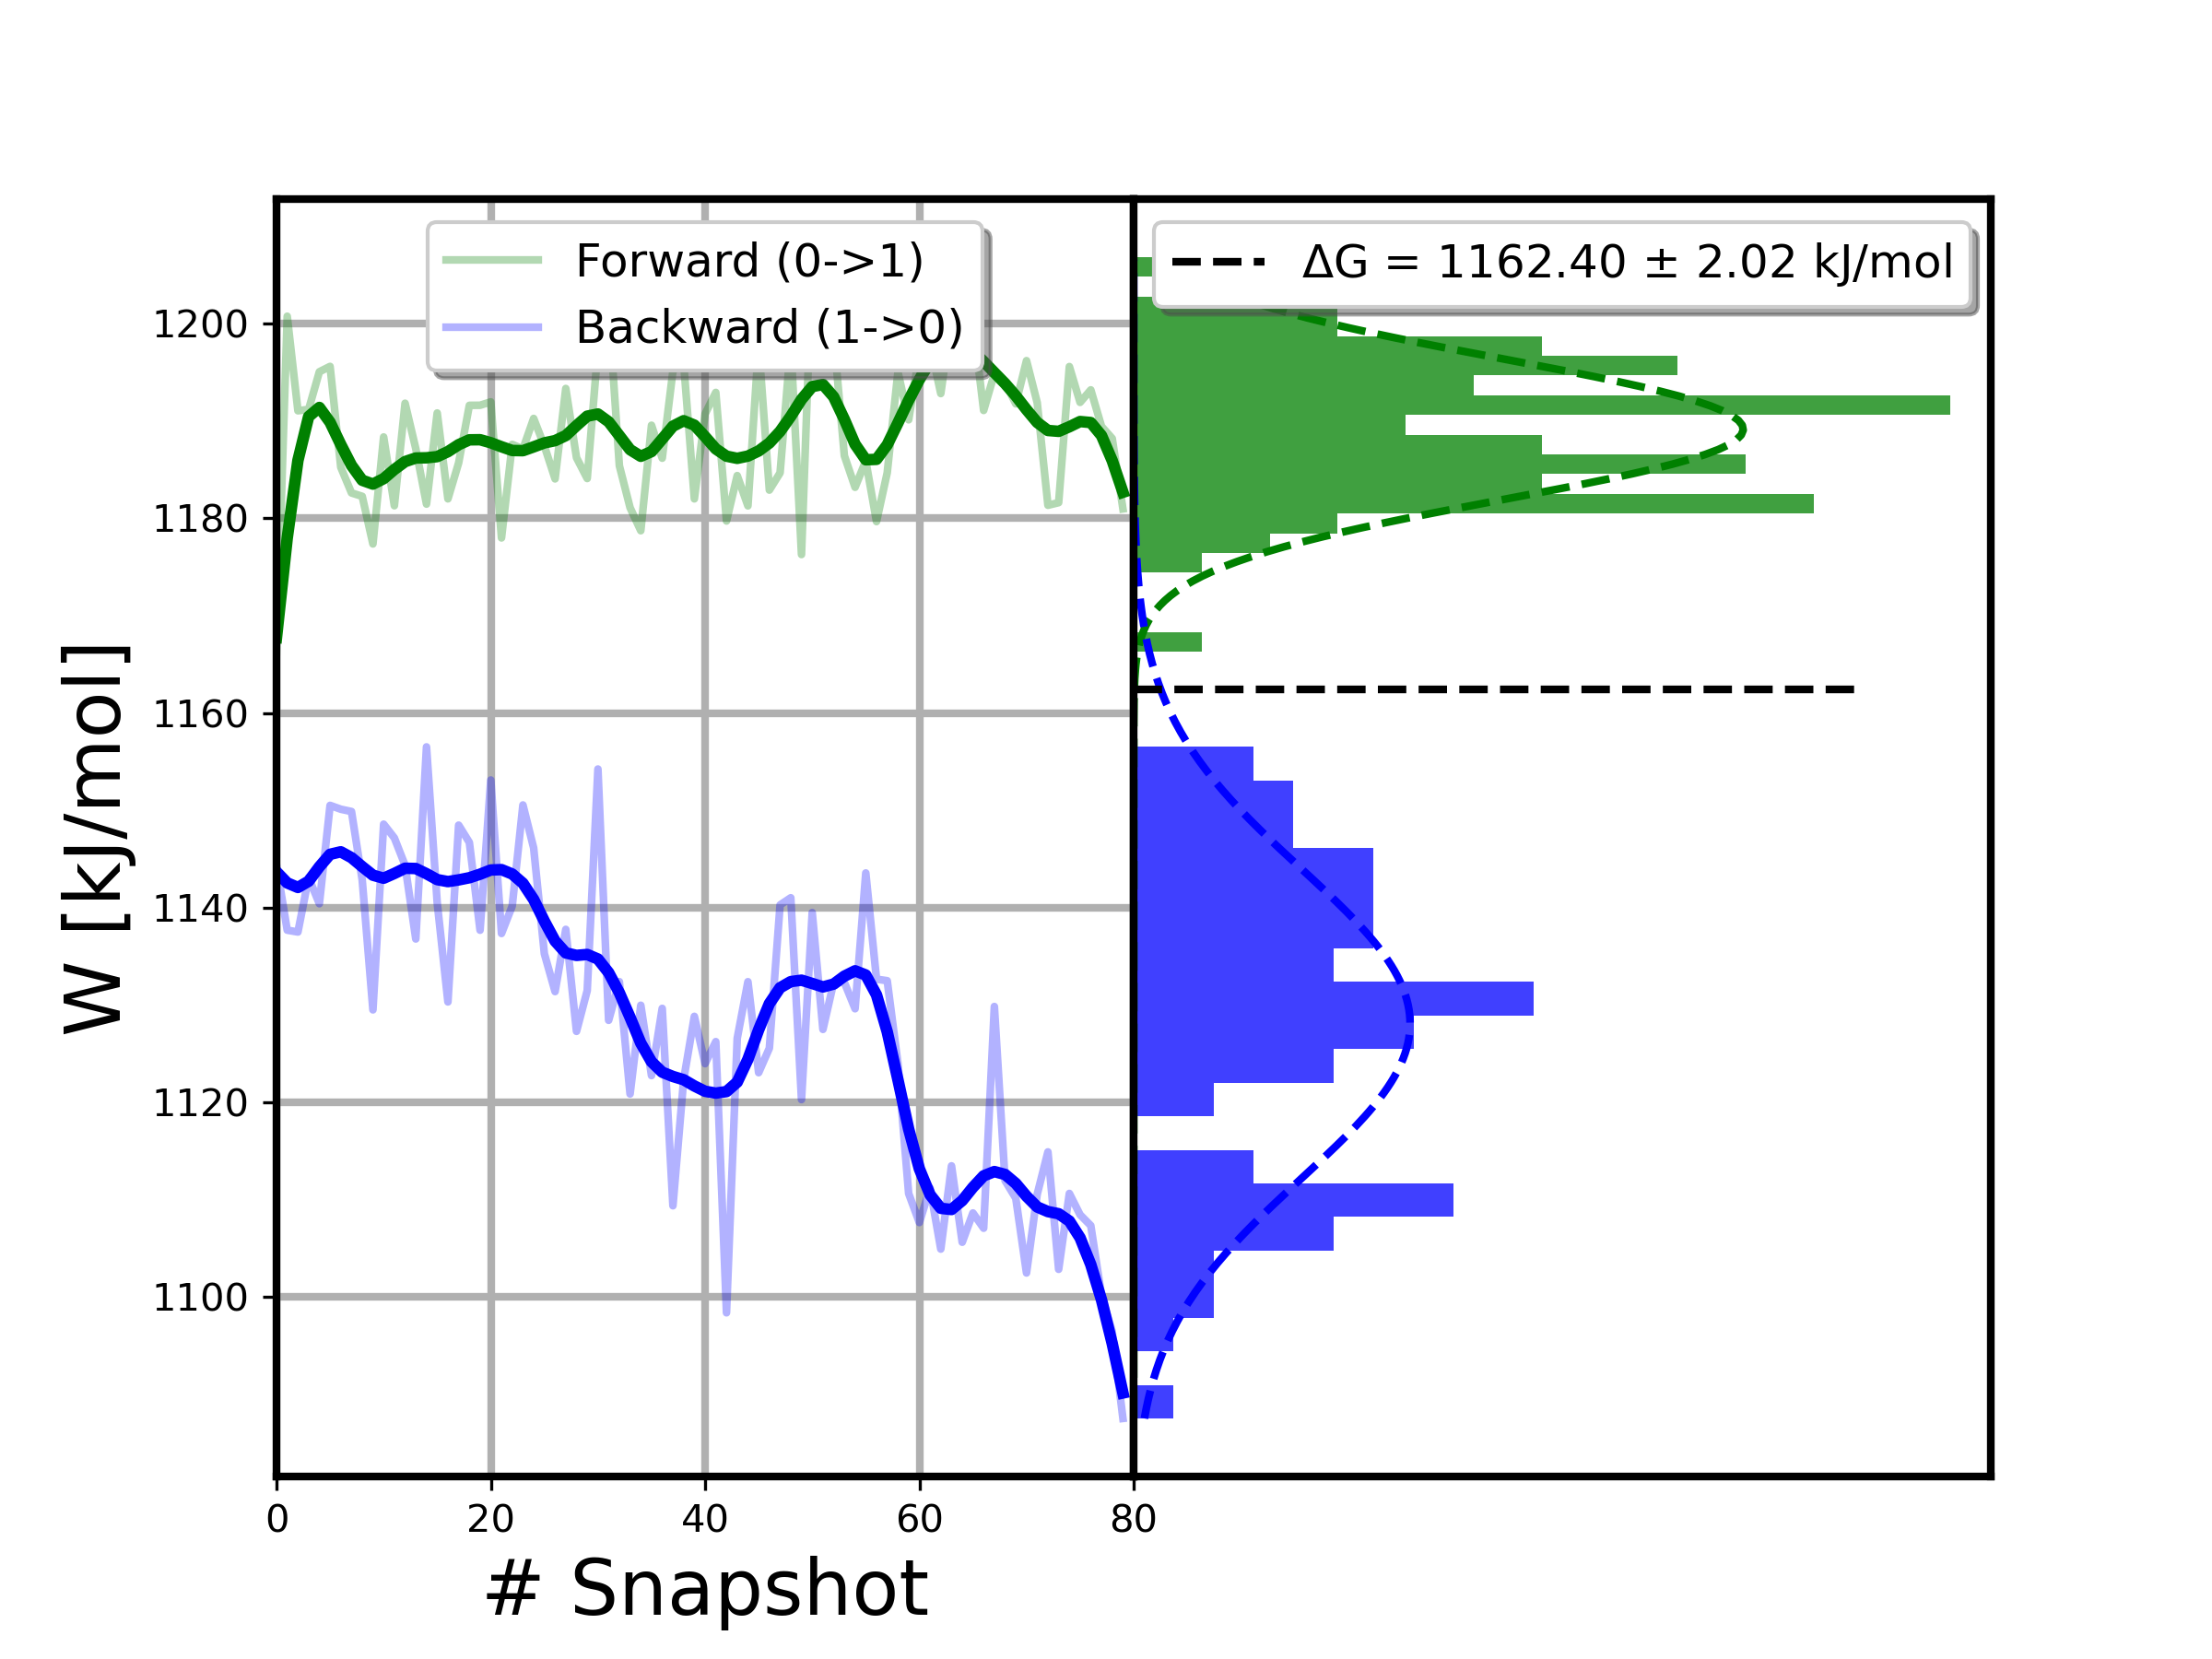 Forward (0->1)
Backward (1->0)
ΔG = 1162.40 ± 2.02 kJ/mol
W [kJ/mol]
1200
1180
1160
1140
1120
1100
0 20 40 60 80
# Snapshot